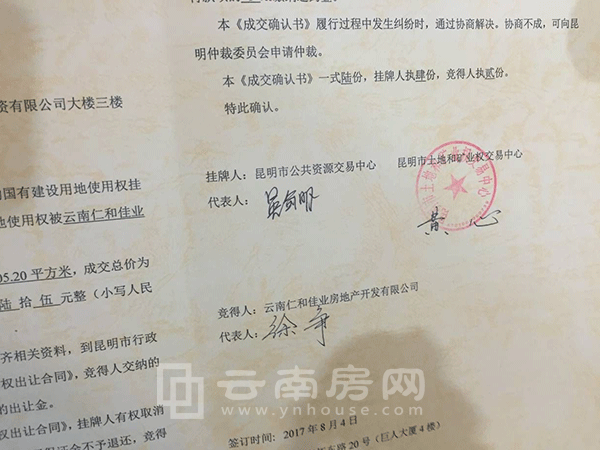 资有限公司大楼三楼
国有建设用地使用权挂
地使用权被云南仁和佳业
05.20 平方米，成交总价为
陆 拾 伍 元整（小写人民
齐相关资料，到昆明市行政
权出让合同》，竞得人交纳的
的出让金。
权出让合同》，挂牌人有权取消
不予退还，竞得
本《成交确认书》履行过程中发生纠纷时，通过协商解决。协商不成，可向昆
明仲裁委员会申请仲裁。
本《成交确认书》一式陆份，挂牌人执肆份，竞得人执贰份。
特此确认。
挂牌人：昆明市公共资源交易中心 昆明市土地和矿业权交易中心
代表人：
竞得人：云南仁和佳业房地产开发有限公司
代表人：
云南房网
www.ynhouse.com
签订时间：2017 年 8 月 4 日
东路 20 号（巨人大厦 4 楼）